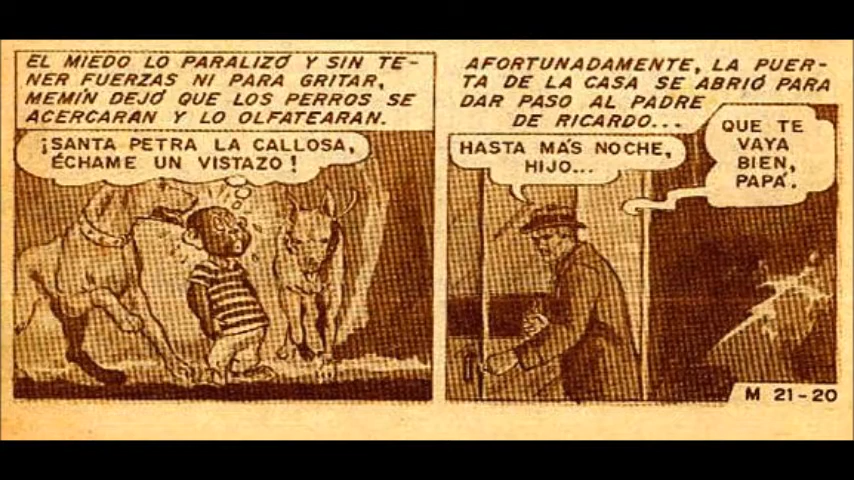 EL MIEDO LO PARALIZÓ Y SIN TE-
NER FUERZAS NI PARA GRITAR,
MEMÍN DEJÓ QUE LOS PERROS SE
ACERCARAN Y LO OLFATEARAN.
¡SANTA PETRA LA CALLOSA,
ÉCHAME UN VISTAZO!
AFORTUNADAMENTE, LA PUER-
TA DE LA CASA SE ABRIÓ PARA
DAR PASO AL PADRE
DE RICARDO...
HASTA MÁS NOCHE,
HIJO...
QUE TE
VAYA
BIEN,
PAPÁ.
M 21-20